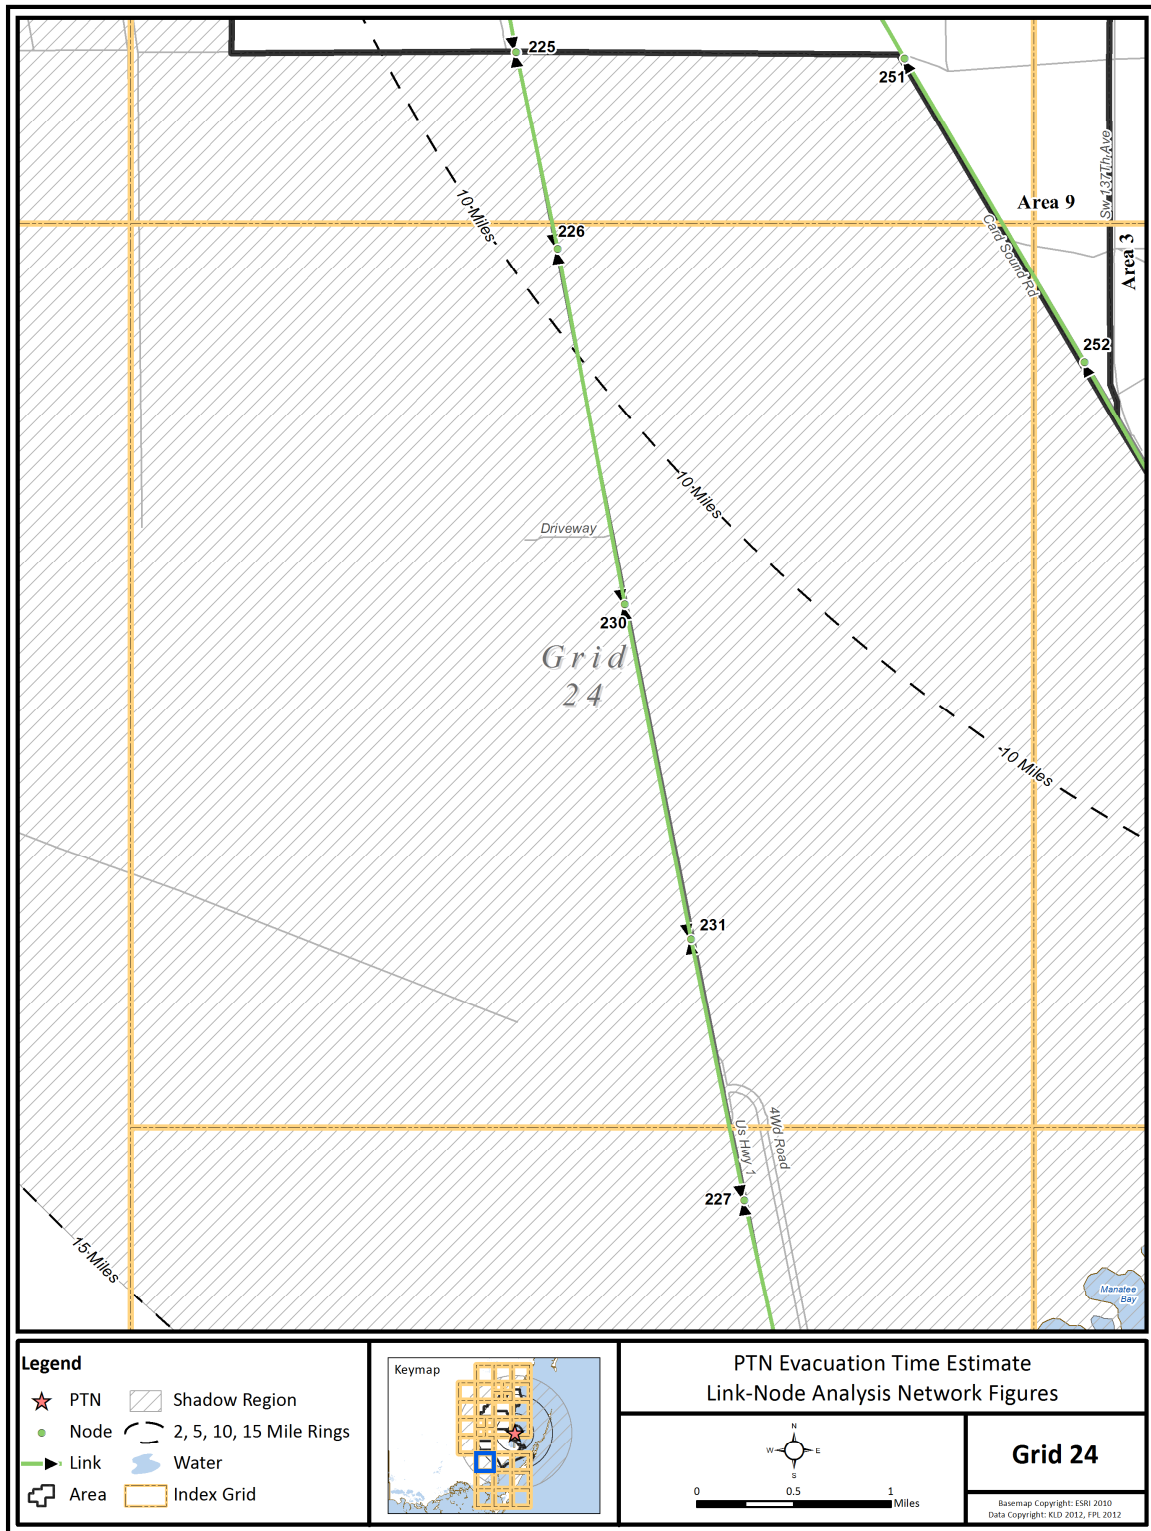 225
251
Sw 137Th Ave
10 Miles
Area 9
Card Sound Rd
226
Area 3
252
10 Miles
Driveway
230
Grid
24
10 Miles
231
4Wd Road
Us Hwy 1
227
15 Miles
Manatee
Bay
Legend
PTN
Shadow Region
Node
2, 5, 10, 15 Mile Rings
Link
Water
Area
Index Grid
Keymap
PTN Evacuation Time Estimate
Link-Node Analysis Network Figures
N
W
E
S
0
0.5
1
Miles
Grid 24
Basemap Copyright: ESRI 2010
Data Copyright: KLD 2012, FPL 2012